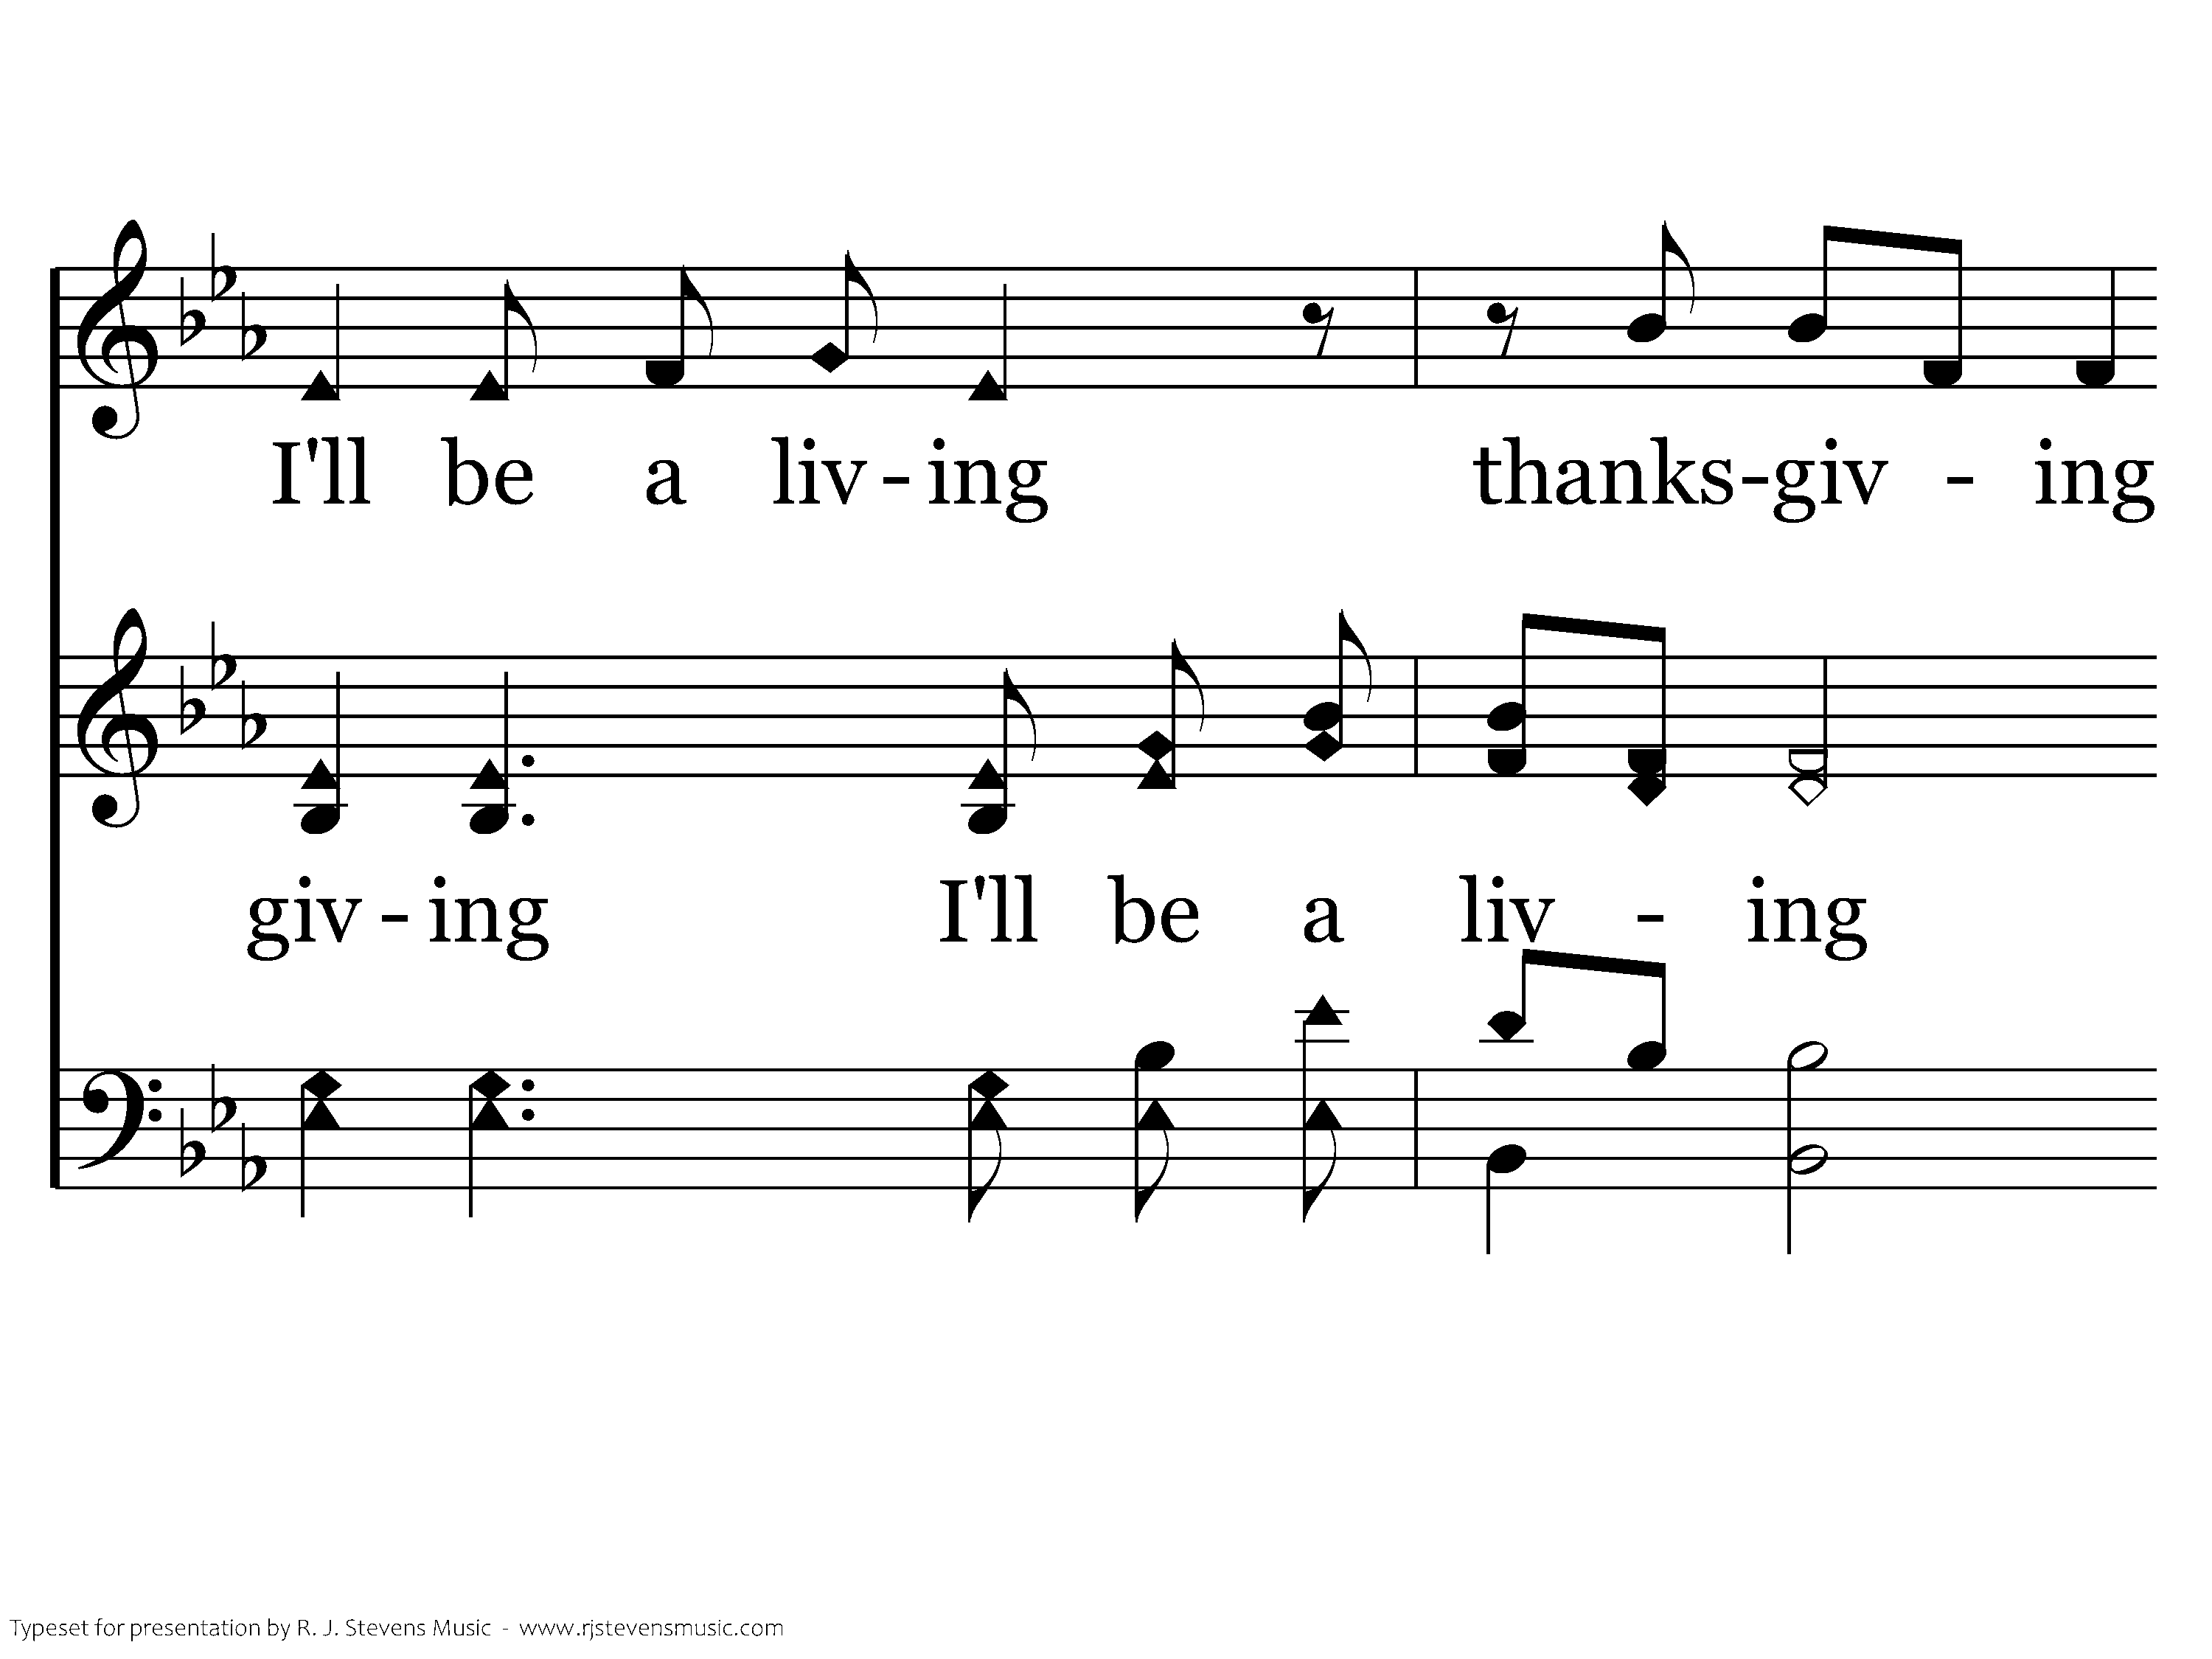 I'll be a liv - ing thanks-giv - ing
giv - ing I'll be a liv - ing
Typeset for presentation by R. J. Stevens Music - www.rjstevensmusic.com